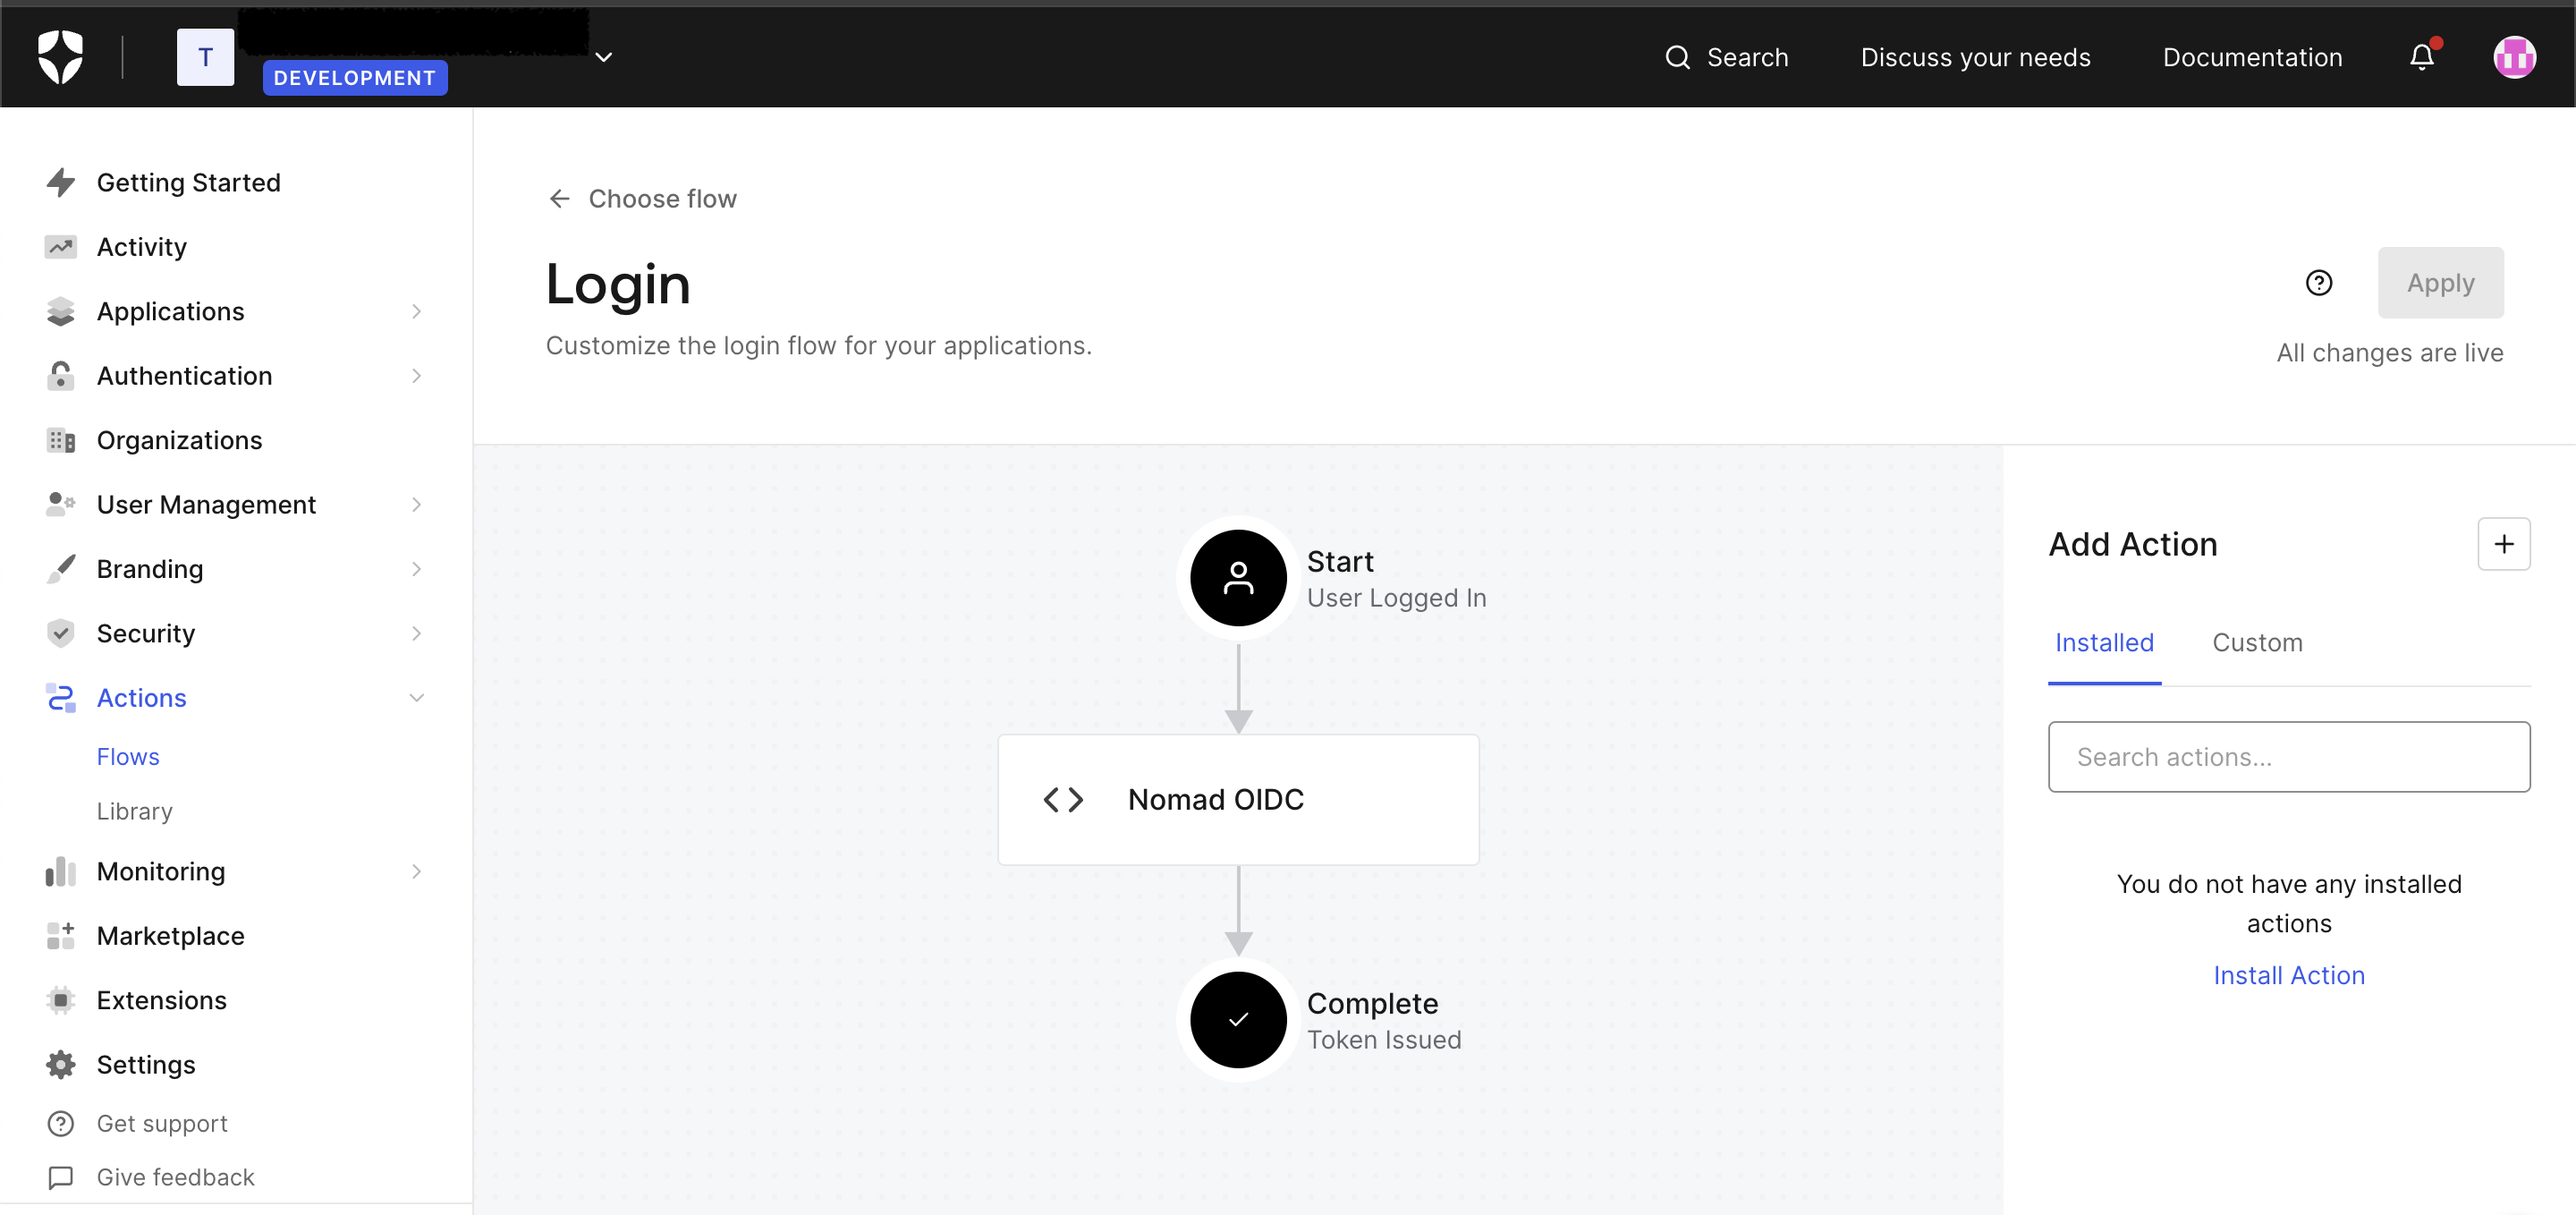 T
DEVELOPMENT
Search
Discuss your needs
Documentation
Getting Started
Activity
Applications
Authentication
Organizations
User Management
Branding
Security
Actions
Flows
Library
Monitoring
Marketplace
Extensions
Settings
Get support
Give feedback
Choose flow
Login
Customize the login flow for your applications.
Apply
All changes are live
Start
User Logged In
Nomad OIDC
Complete
Token Issued
Add Action
Installed
Custom
Search actions...
You do not have any installed
actions
Install Action